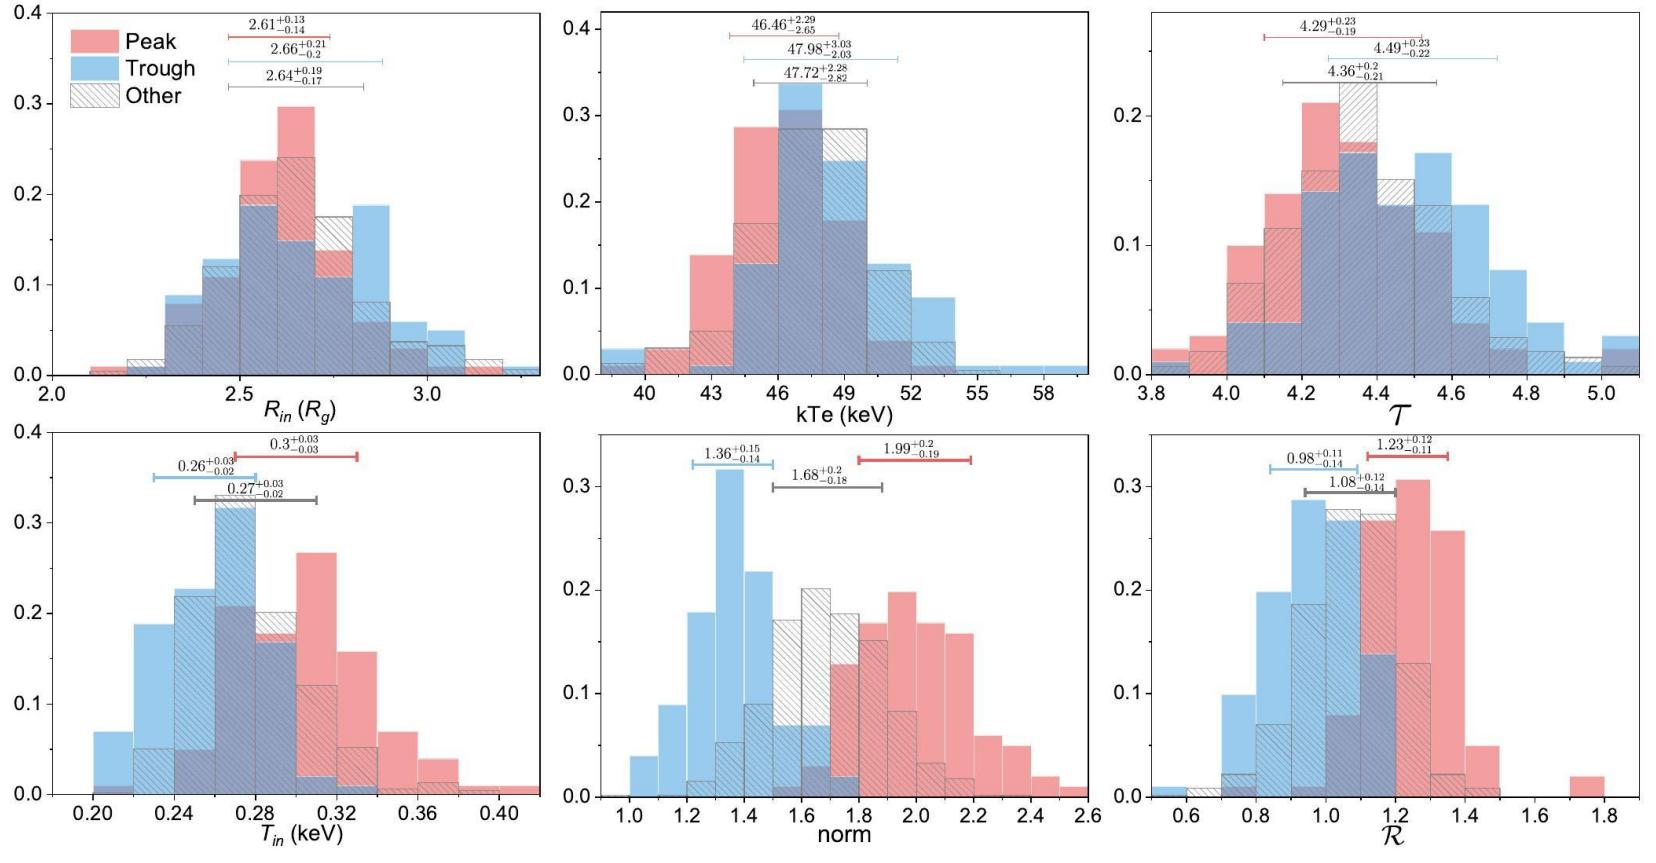 0.4
0.3
0.2
0.1
0.0
Peak
Trough
Other
2.61^{+0.13}_{-0.14}
2.66^{+0.21}_{-0.2}
2.64^{+0.19}_{-0.17}
2.0 2.5 3.0
R_{in} (R_g)
0.4
0.3
0.2
0.1
0.0
46.46^{+2.29}_{-2.65}
47.98^{+3.03}_{-2.03}
47.72^{+2.28}_{-2.82}
40 43 46 49 52 55 58
kTe (keV)
0.2
0.1
0.0
4.29^{+0.23}_{-0.19}
4.49^{+0.23}_{-0.22}
4.36^{+0.2}_{-0.21}
3.8 4.0 4.2 4.4 4.6 4.8 5.0
𝒯
0.4
0.3
0.2
0.1
0.0
0.3^{+0.03}_{-0.03}
0.26^{+0.03}_{-0.02}
0.27^{+0.03}_{-0.02}
0.20 0.24 0.28 0.32 0.36 0.40
T_{in} (keV)
0.3
0.2
0.1
0.0
1.36^{+0.15}_{-0.14}
1.99^{+0.2}_{-0.19}
1.68^{+0.2}_{-0.18}
1.0 1.2 1.4 1.6 1.8 2.0 2.2 2.4 2.6
norm
0.3
0.2
0.1
0.0
1.23^{+0.12}_{-0.11}
0.98^{+0.11}_{-0.14}
1.08^{+0.12}_{-0.14}
0.6 0.8 1.0 1.2 1.4 1.6 1.8
ℛ